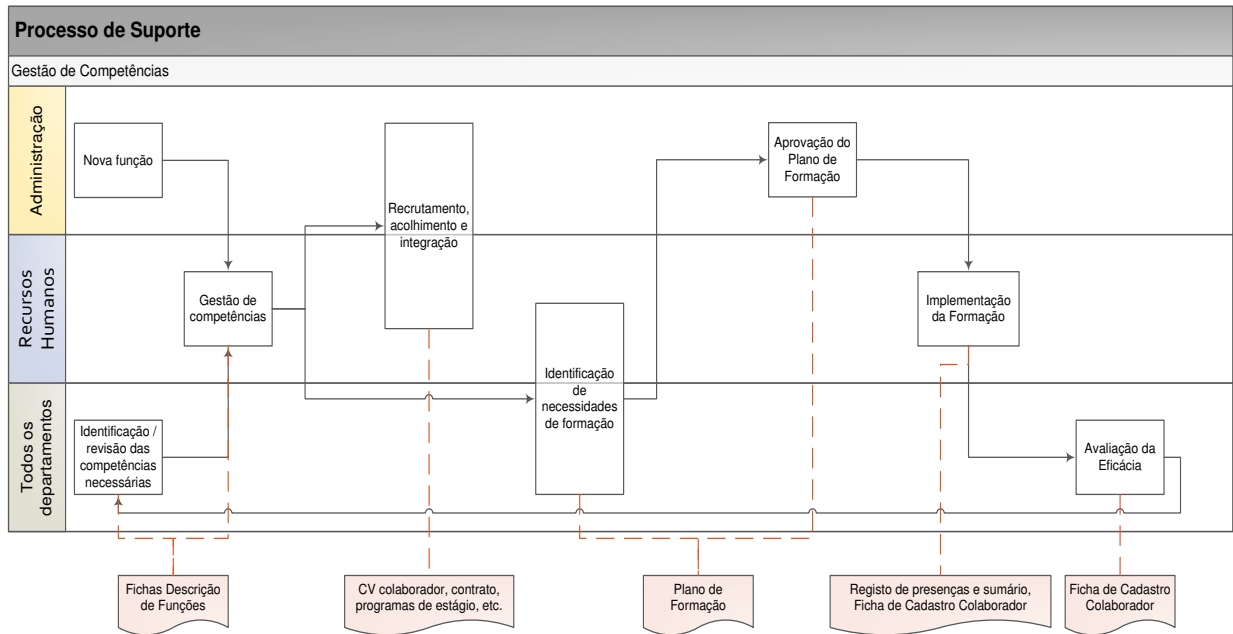 Processo de Suporte
Gestão de Competências
Administração
Nova função
Recrutamento,
acolhimento e
integração
Aprovação do
Plano de
Formação
Recursos
Humanos
Gestão de
competências
Implementação
da Formação
Todos os
departamentos
Identificação /
revisão das
competências
necessárias
Identificação
de
necessidades
de formação
Avaliação da
Eficácia
Fichas Descrição
de Funções
CV colaborador, contrato,
programas de estágio, etc.
Plano de
Formação
Registo de presenças e sumário,
Ficha de Cadastro Colaborador
Ficha de Cadastro
Colaborador